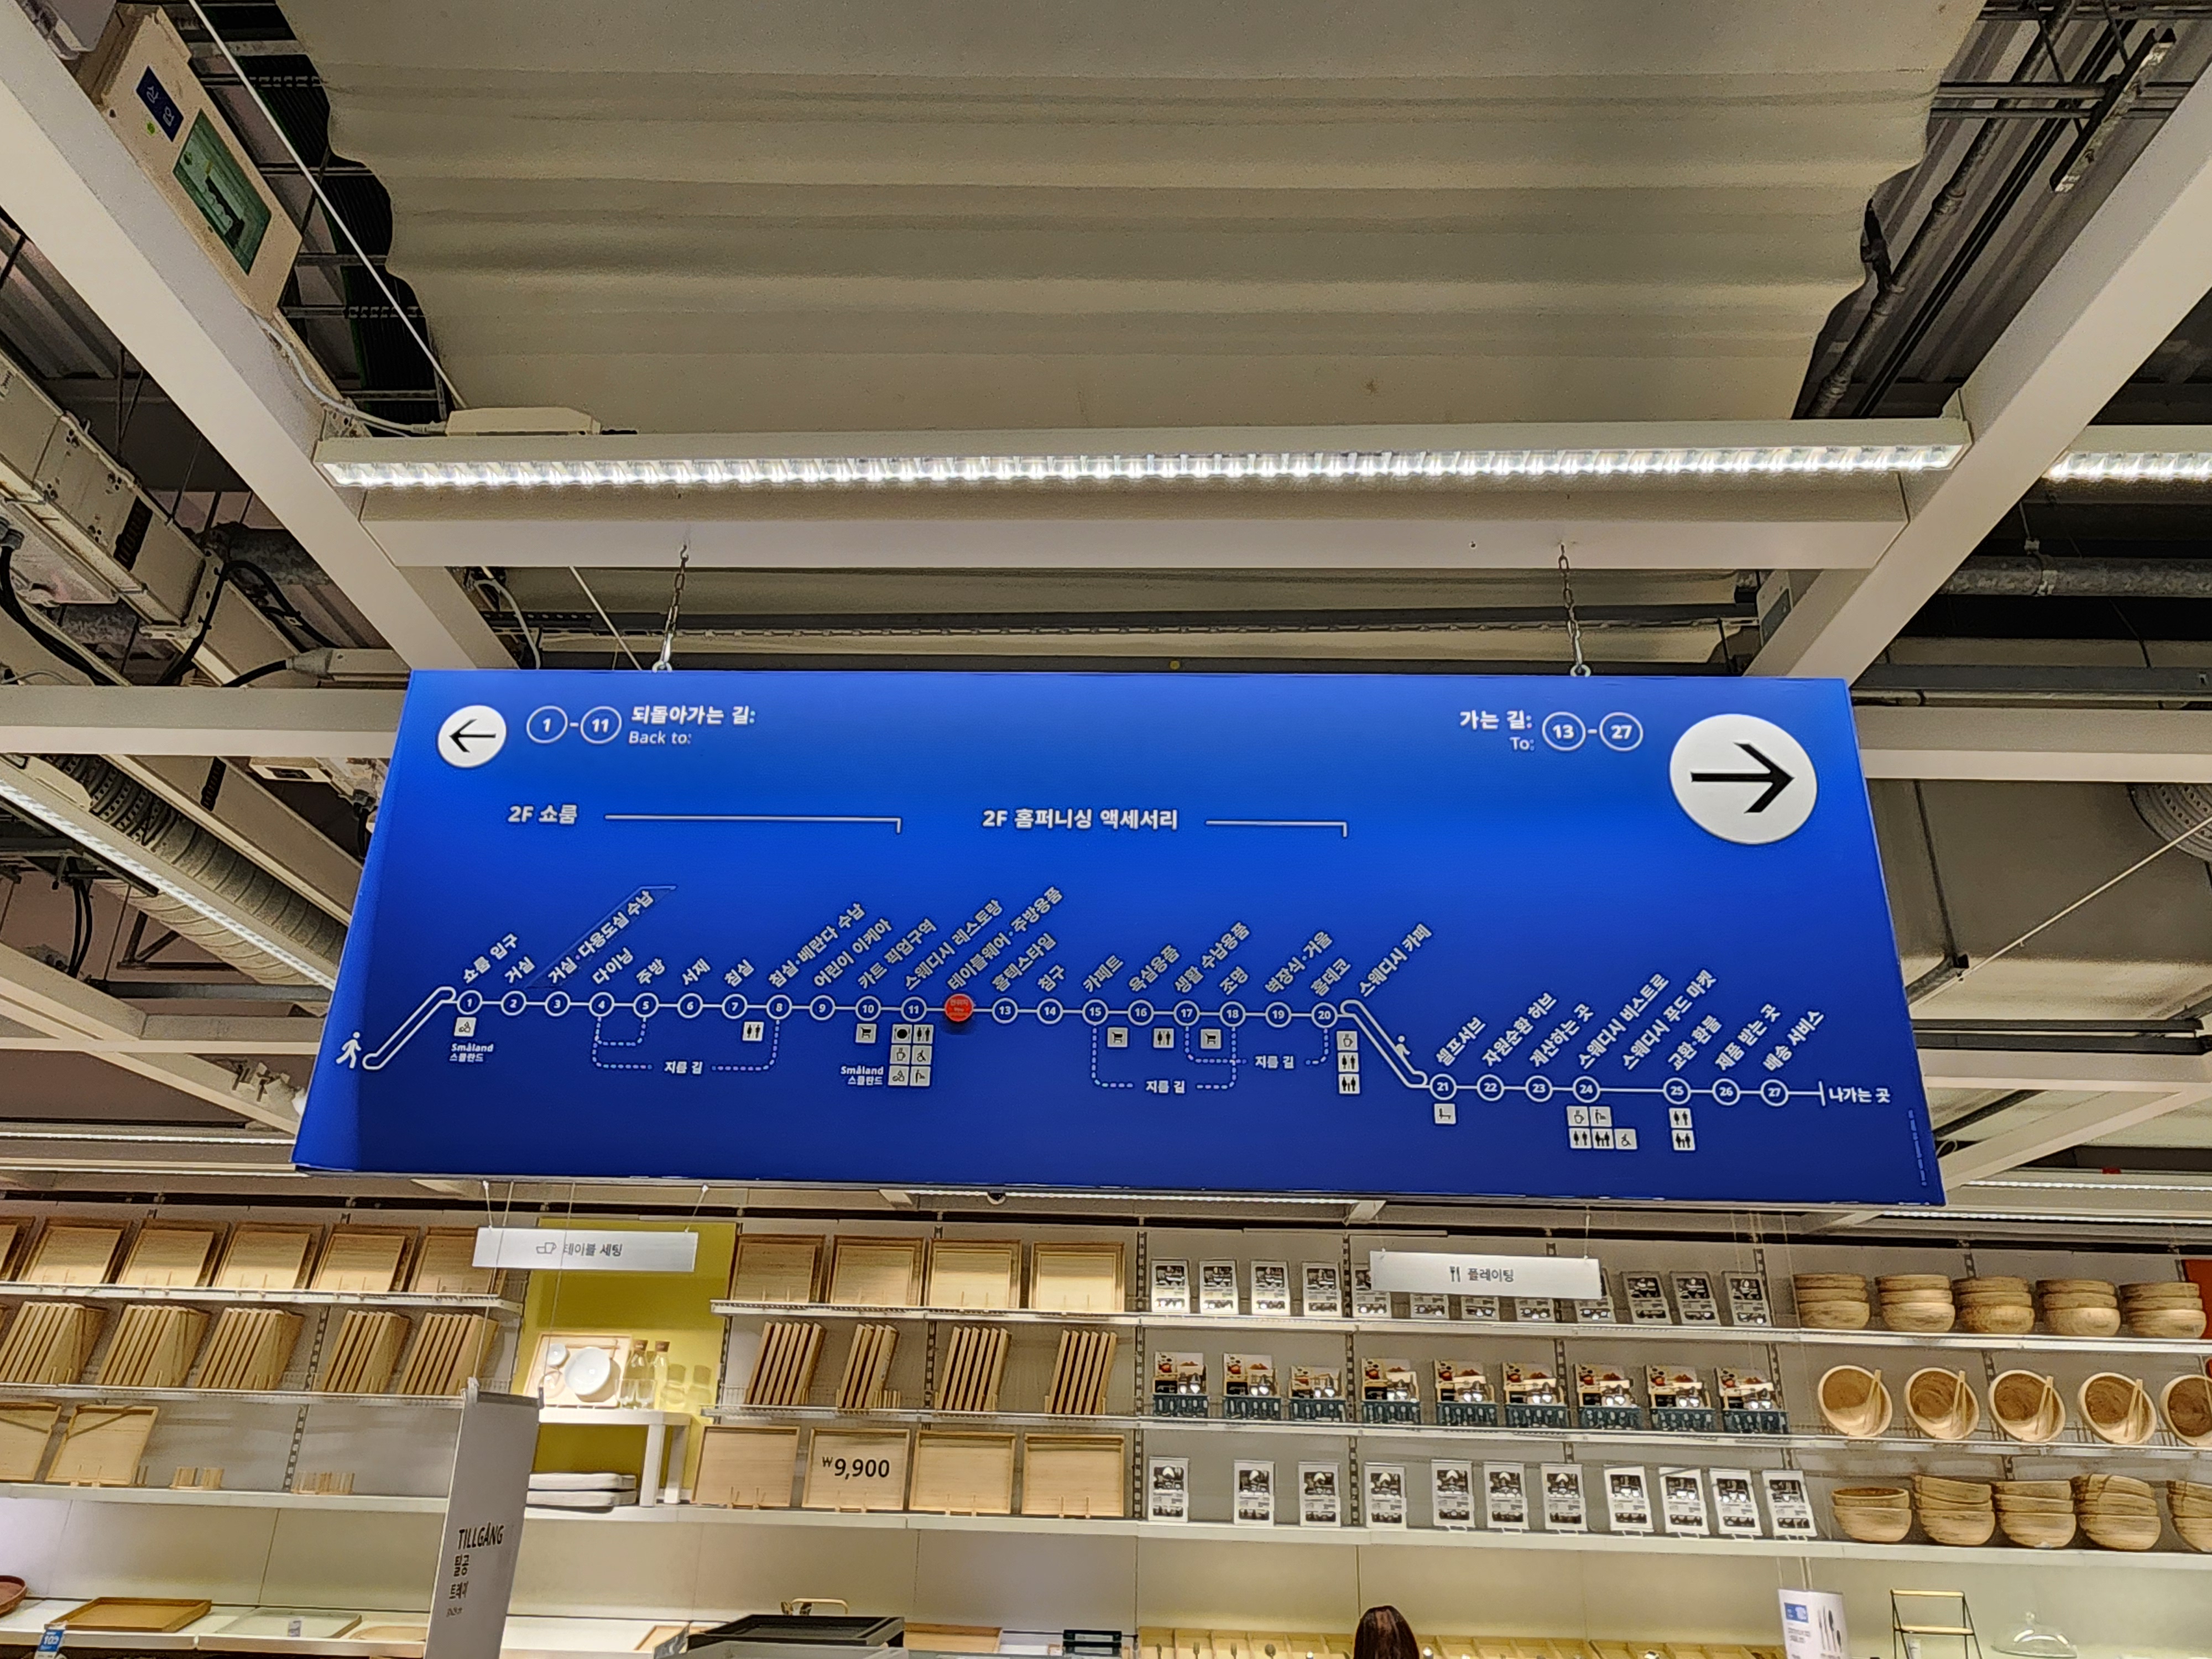 상 업
1 - 11 되돌아가는 길:
Back to:
가는 길: 13 - 27
To:
2F 쇼룸
2F 홈퍼니싱 액세서리
쇼룸 입구
거실
거실·다용도실 수납
다이닝
주방
서재
침실
침실·베란다 수납
어린이 이케아
카트 픽업구역
스웨디시 레스토랑
테이블웨어·주방용품
홈텍스타일
침구
카페트
욕실용품
생활 수납용품
조명
벽장식·거울
홈데코
스웨디시 카페
1 2 3 4 5 6 7 8 9 10 11 13 14 15 16 17 18 19 20
Småland
스몰란드
지름 길
Småland
스몰란드
지름 길
지름 길
셀프서브
자원순환 허브
계산하는 곳
스웨디시 비스트로
스웨디시 푸드 마켓
교환·환불
제품 받는 곳
배송 서비스
21 22 23 24 25 26 27 나가는 곳
테이블 세팅
플레이팅
₩9,900
TILLGÅNG
틸공
트레이